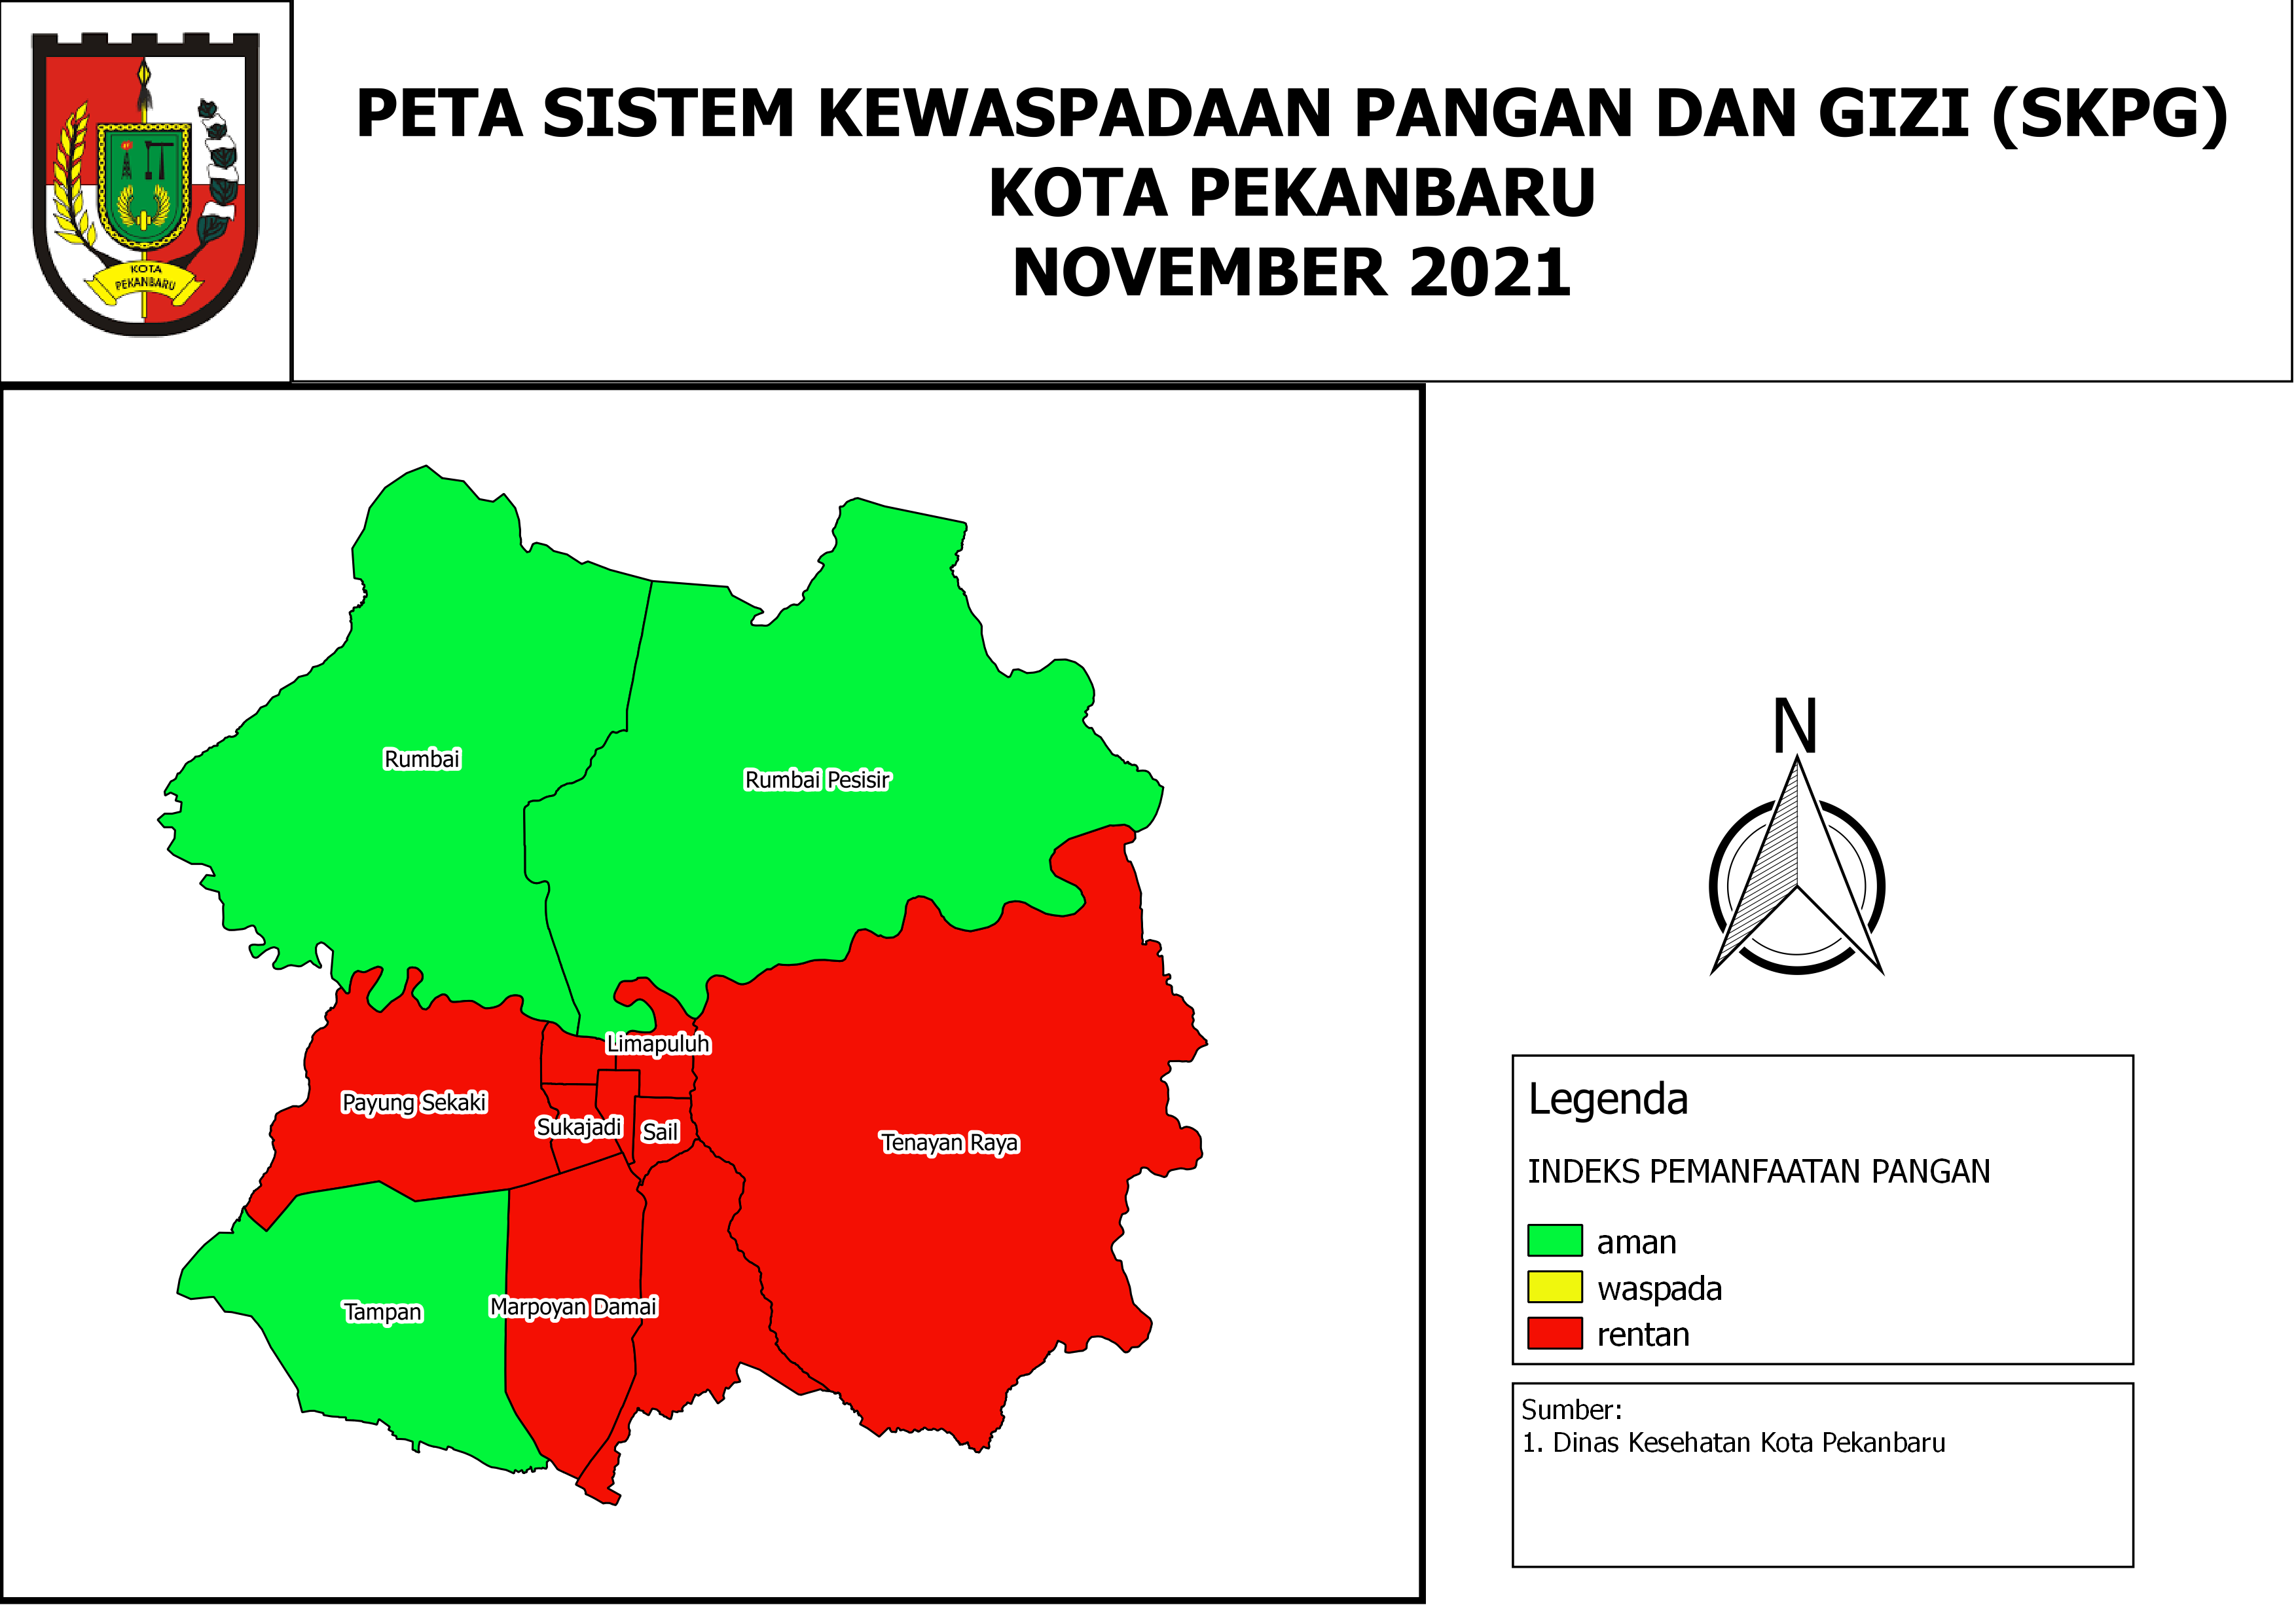 KOTA
PEKANBARU
PETA SISTEM KEWASPADAAN PANGAN DAN GIZI (SKPG)
KOTA PEKANBARU
NOVEMBER 2021
Rumbai
Rumbai Pesisir
Limapuluh
Payung Sekaki
Sukajadi
Sail
Tenayan Raya
Tampan
Marpoyan Damai
N
Legenda
INDEKS PEMANFAATAN PANGAN
aman
waspada
rentan
Sumber:
1. Dinas Kesehatan Kota Pekanbaru